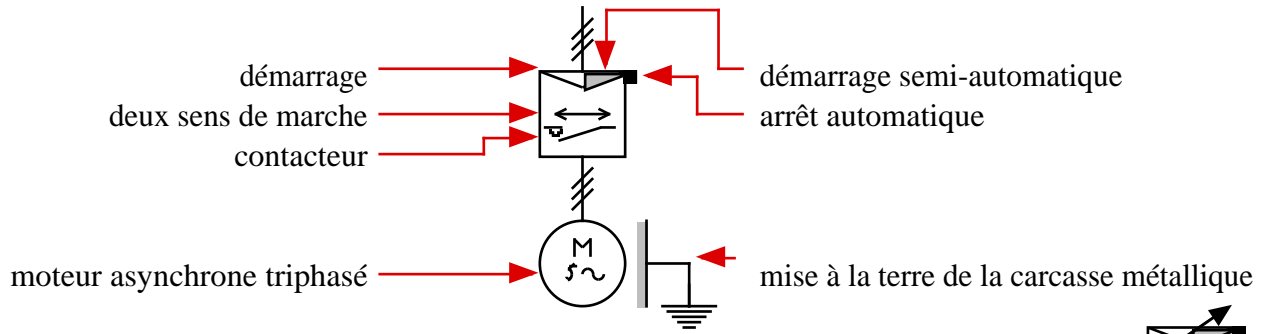 démarrage
démarrage semi-automatique
deux sens de marche
arrêt automatique
contacteur
M
moteur asynchrone triphasé
mise à la terre de la carcasse métallique